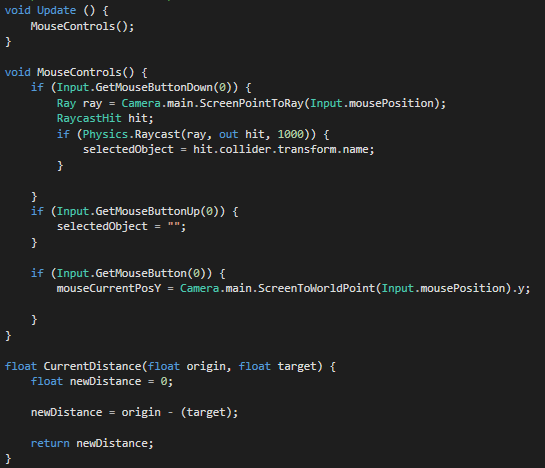 void Update () {
    MouseControls();
}

void MouseControls() {
    if (Input.GetMouseButtonDown(0)) {
        Ray ray = Camera.main.ScreenPointToRay(Input.mousePosition);
        RaycastHit hit;
        if (Physics.Raycast(ray, out hit, 1000)) {
            selectedObject = hit.collider.transform.name;
        }

    }
    if (Input.GetMouseButtonUp(0)) {
        selectedObject = "";
    }

    if (Input.GetMouseButton(0)) {
        mouseCurrentPosY = Camera.main.ScreenToWorldPoint(Input.mousePosition).y;

    }
}

float CurrentDistance(float origin, float target) {
    float newDistance = 0;

    newDistance = origin - (target);

    return newDistance;
}